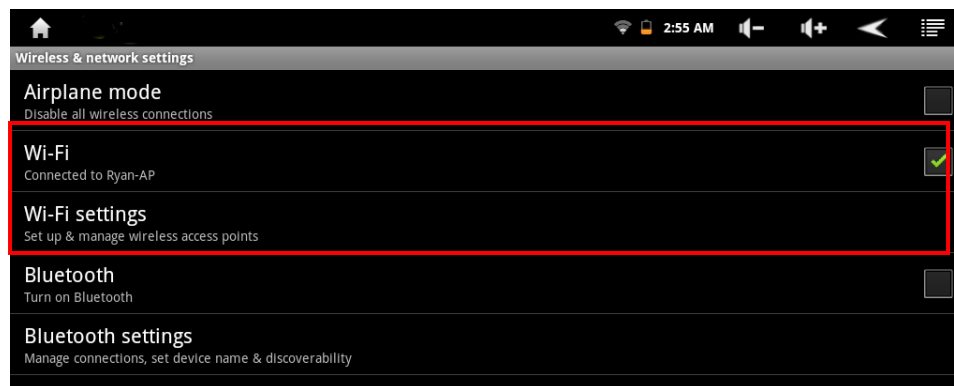 2:55 AM
Wireless & network settings
Airplane mode
Disable all wireless connections
Wi-Fi
Connected to Ryan-AP
Wi-Fi settings
Set up & manage wireless access points
Bluetooth
Turn on Bluetooth
Bluetooth settings
Manage connections, set device name & discoverability